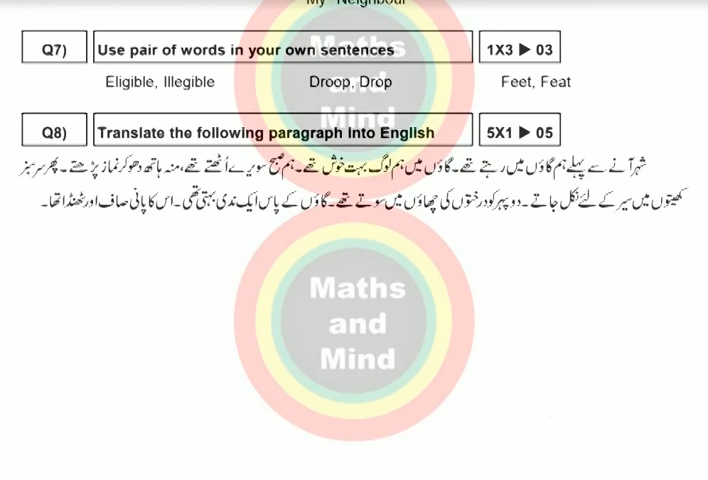 My Neighbour
Q7) Use pair of words in your own sentences 1X3 ▶ 03
Eligible, Illegible Droop, Drop Feet, Feat
Q8) Translate the following paragraph into English 5X1 ▶ 05
شہر آنے سے پہلے ہم گاؤں میں رہتے تھے۔ گاؤں میں ہم لوگ بہت خوش تھے۔ ہم صبح سویرے اُٹھتے تھے، منہ ہاتھ دھو کر نماز پڑھتے۔ پھر سرسبز
کھیتوں میں سیر کے لئے نکل جاتے۔ دوپہر کو درختوں کی چھاؤں میں سوتے تھے۔ گاؤں کے پاس ایک ندی بہتی تھی۔ اس کا پانی صاف اور ٹھنڈا تھا۔
Maths
and
Mind
Maths
and
Mind